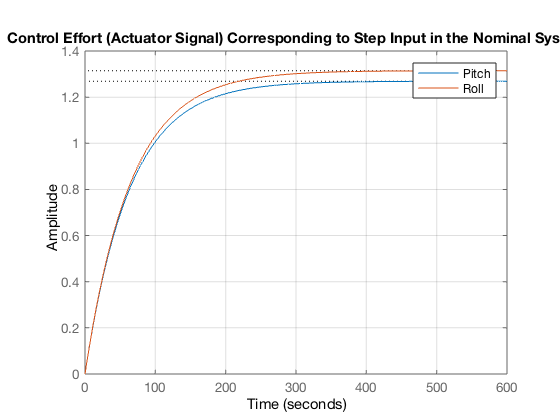 Control Effort (Actuator Signal) Corresponding to Step Input in the Nominal Sys
1.4
1.2
1
0.8
0.6
0.4
0.2
0
Amplitude
Pitch
Roll
0 100 200 300 400 500 600
Time (seconds)